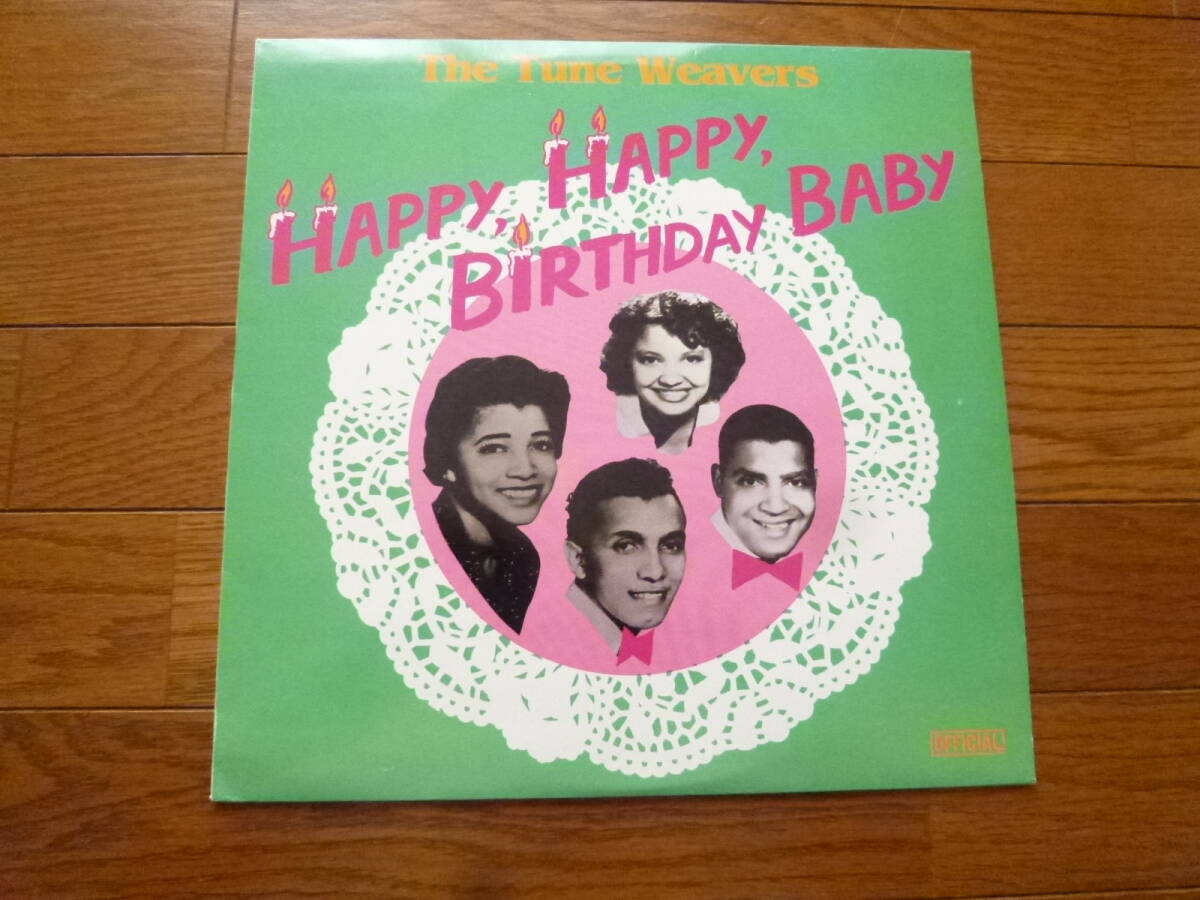 The Tune Weavers
HAPPY, HAPPY,
BIRTHDAY BABY
OFFICIAL